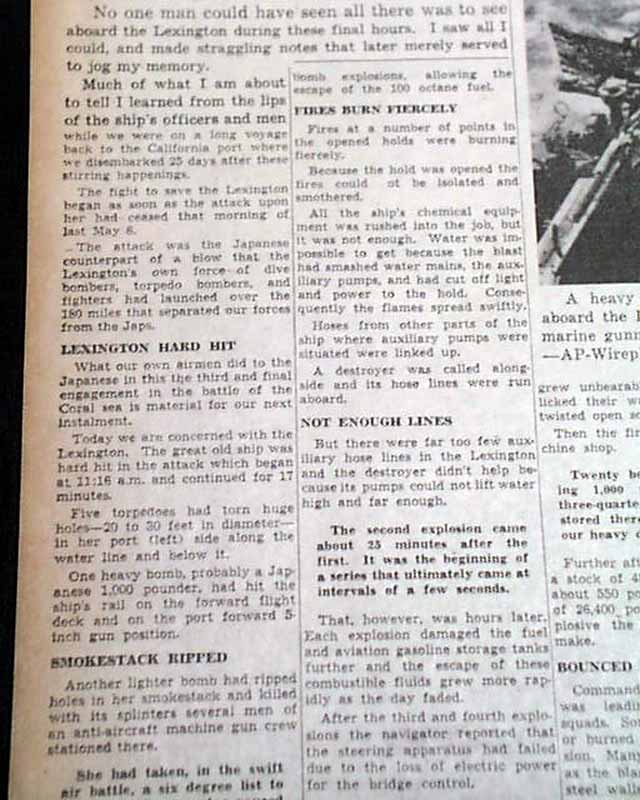 No one man could have seen all there was to see
aboard the Lexington during these final hours. I saw all I
could, and made straggling notes that later merely served
to jog my memory.
Much of what I am about
to tell I learned from the lips
of the ship's officers and men
while we were on a long voyage
back to the California port where
we disembarked 25 days after these
stirring happenings.
The fight to save the Lexington
began as soon as the attack upon
her had ceased that morning of
last May 8.
The attack was the Japanese
counterpart of a blow that the
Lexington's own force of dive
bombers, torpedo bombers, and
fighters had launched over the
180 miles that separated our forces
from the Japs.
LEXINGTON HARD HIT
What our own airmen did to the
Japanese in this the third and final
engagement in the battle of the
Coral sea is material for our next
instalment.
Today we are concerned with the
Lexington. The great old ship was
hard hit in the attack which began
at 11:16 a.m. and continued for 17
minutes.
Five torpedoes had torn huge
holes—20 to 30 feet in diameter—
in her port (left) side along the
water line and below it.
One heavy bomb, probably a Jap-
anese 1,000 pounder, had hit the
ship's rail on the forward flight
deck and on the port forward 5-
inch gun position.
SMOKESTACK RIPPED
Another lighter bomb had ripped
holes in her smokestack and killed
with its splinters several men of
an anti-aircraft machine gun crew
stationed there.
She had taken, in the swift
air battle, a six degree list to
bomb explosions, allowing the
escape of the 100 octane fuel.
FIRES BURN FIERCELY
Fires at a number of points in
the opened holds were burning
fiercely.
Because the hold was opened the
fires could ot be isolated and
smothered.
All the ship's chemical equip-
ment was rushed into the job, but
it was not enough. Water was im-
possible to get because the blast
had smashed water mains, the aux-
iliary pumps, and had cut off light
and power to the hold. Conse-
quently the flames spread swiftly.
Hoses from other parts of the
ship where auxiliary pumps were
situated were linked up.
A destroyer was called along-
side and its hose lines were run
aboard.
NOT ENOUGH LINES
But there were far too few aux-
iliary hose lines in the Lexington
and the destroyer didn't help be-
cause its pumps could not lift water
high and far enough.
The second explosion came
about 25 minutes after the
first. It was the beginning of
a series that ultimately came at
intervals of a few seconds.
That, however, was hours later.
Each explosion damaged the fuel
and aviation gasoline storage tanks
further and the escape of these
combustible fluids grew more rap-
idly as the day faded.
After the third and fourth explo-
sions the navigator reported that
the steering apparatus had failed
due to the loss of electric power
for the bridge control.
A heavy
aboard the
marine gunn
—AP-Wirep
grew unbearab
licked their wa
twisted open s
Then the fir
chine shop.
Twenty be
ing 1,000
three-quarte
stored there
our heavy
Further aft
a stock of 4
about 550 po
of 26,400 po
plosive the
make.
BOUNCED
Command
was leadi
squads. So
or burned
sion. Many
as the blas
steel wall